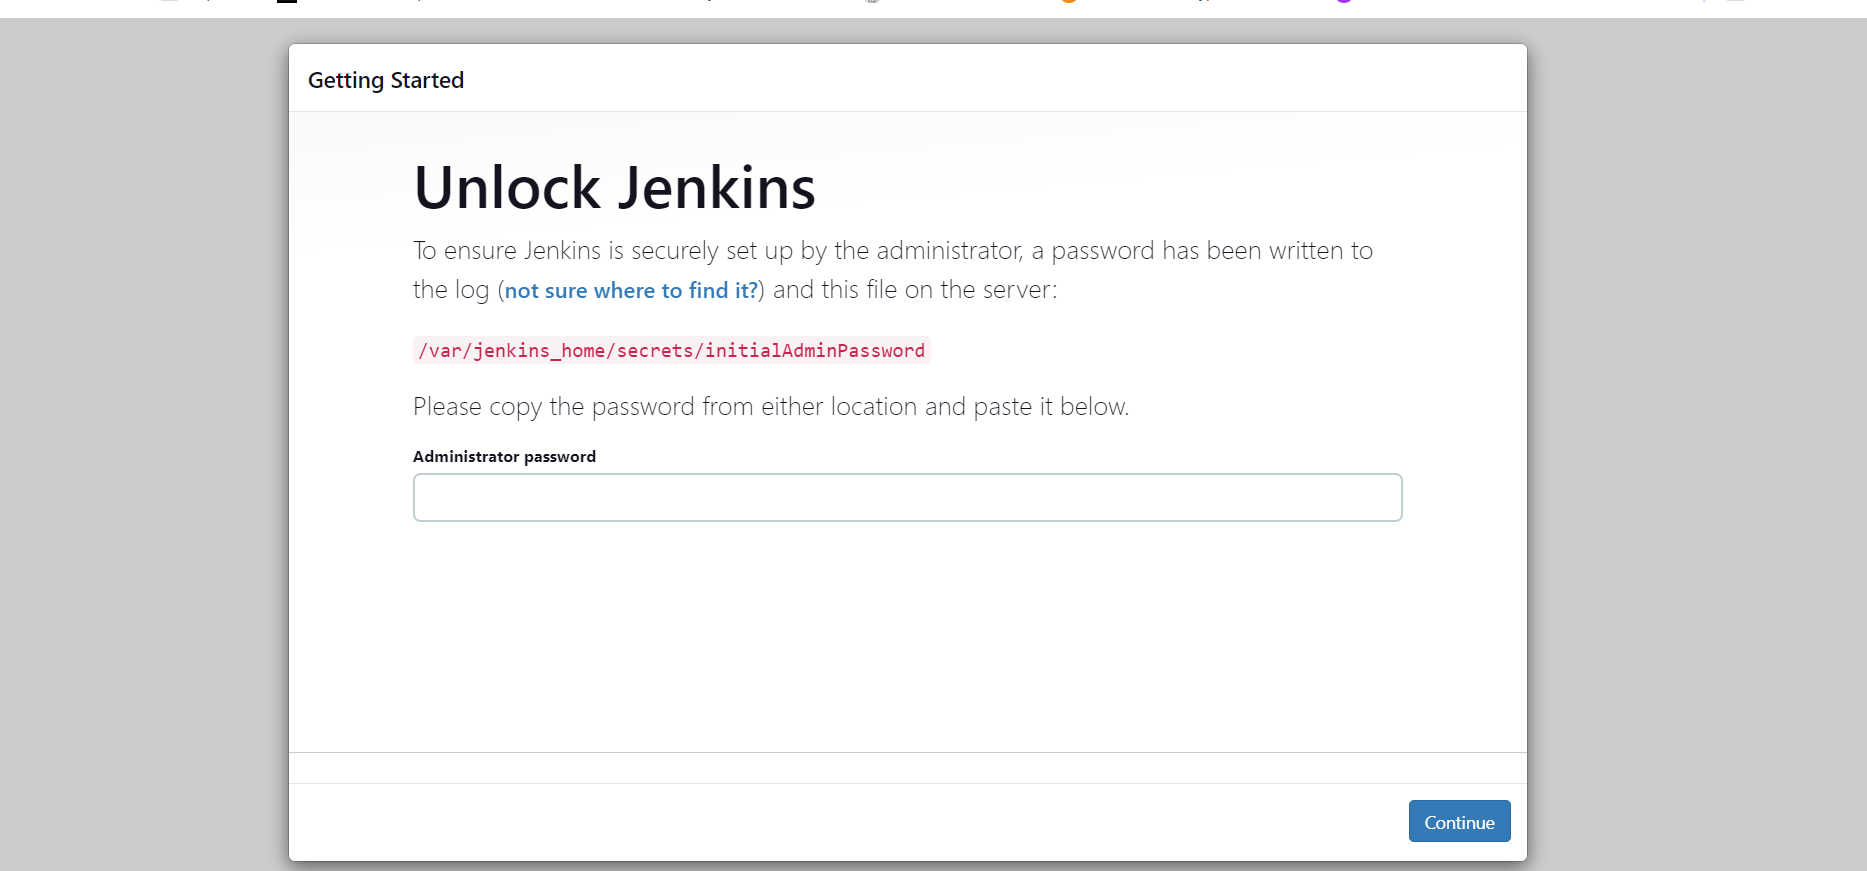 Getting Started
Unlock Jenkins
To ensure Jenkins is securely set up by the administrator, a password has been written to
the log (not sure where to find it?) and this file on the server:
/var/jenkins_home/secrets/initialAdminPassword
Please copy the password from either location and paste it below.
Administrator password
Continue